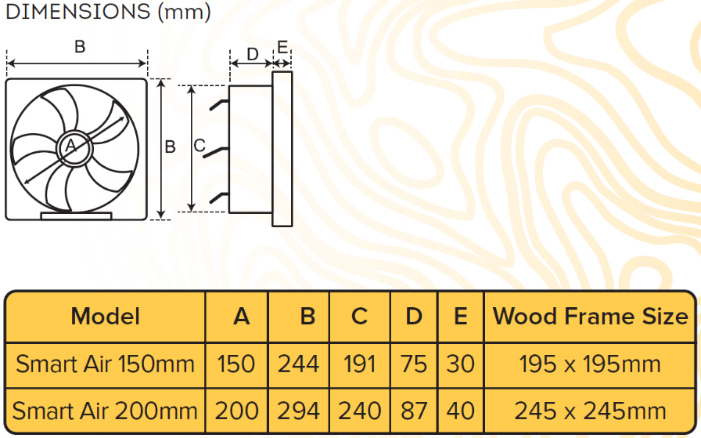 DIMENSIONS (mm)
B
D E
A
B
C
Model A B C D E Wood Frame Size
Smart Air 150mm 150 244 191 75 30 195 x 195mm
Smart Air 200mm 200 294 240 87 40 245 x 245mm